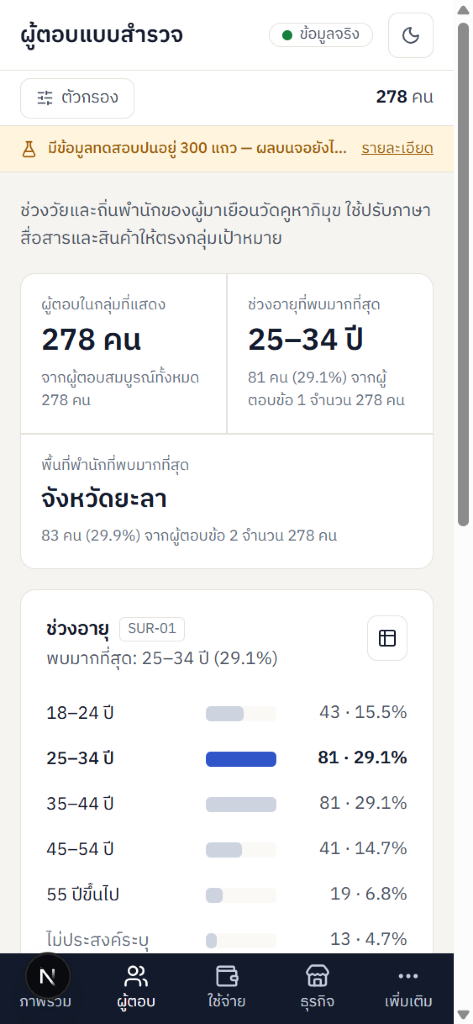 ผู้ตอบแบบสำรวจ
ข้อมูลจริง
ตัวกรอง
278 คน
มีข้อมูลทดสอบปนอยู่ 300 แถว — ผลบนจอยังไ...
รายละเอียด
ช่วงวัยและถิ่นพำนักของผู้มาเยือนวัดคูหาภิมุข ใช้ปรับภาษา
สื่อสารและสินค้าให้ตรงกลุ่มเป้าหมาย
ผู้ตอบในกลุ่มที่แสดง
278 คน
จากผู้ตอบสมบูรณ์ทั้งหมด
278 คน
ช่วงอายุที่พบมากที่สุด
25–34 ปี
81 คน (29.1%) จากผู้
ตอบข้อ 1 จำนวน 278 คน
พื้นที่พำนักที่พบมากที่สุด
จังหวัดยะลา
83 คน (29.9%) จากผู้ตอบข้อ 2 จำนวน 278 คน
ช่วงอายุ SUR-01
พบมากที่สุด: 25–34 ปี (29.1%)
18–24 ปี 43 · 15.5%
25–34 ปี 81 · 29.1%
35–44 ปี 81 · 29.1%
45–54 ปี 41 · 14.7%
55 ปีขึ้นไป 19 · 6.8%
ไม่ประสงค์ระบุ 13 · 4.7%
N
ภาพรวม
ผู้ตอบ
ใช้จ่าย
ธุรกิจ
เพิ่มเติม